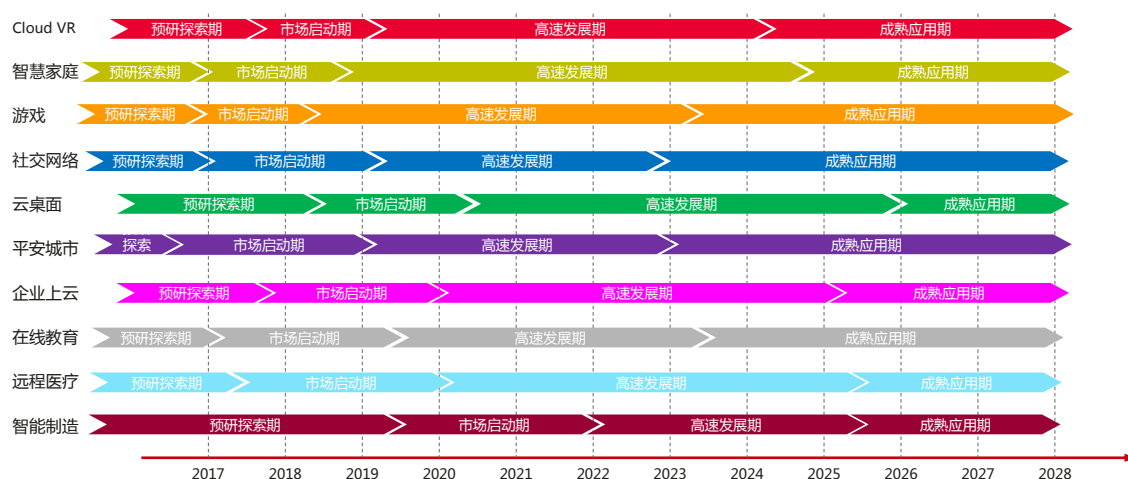 Cloud VR 预研探索期 市场启动期 高速发展期 成熟应用期
智慧家庭 预研探索期 市场启动期 高速发展期 成熟应用期
游戏 预研探索期 市场启动期 高速发展期 成熟应用期
社交网络 预研探索期 市场启动期 高速发展期 成熟应用期
云桌面 预研探索期 市场启动期 高速发展期 成熟应用期
平安城市 探索 市场启动期 高速发展期 成熟应用期
企业上云 预研探索期 市场启动期 高速发展期 成熟应用期
在线教育 预研探索期 市场启动期 高速发展期 成熟应用期
远程医疗 预研探索期 市场启动期 高速发展期 成熟应用期
智能制造 预研探索期 市场启动期 高速发展期 成熟应用期
2017 2018 2019 2020 2021 2022 2023 2024 2025 2026 2027 2028